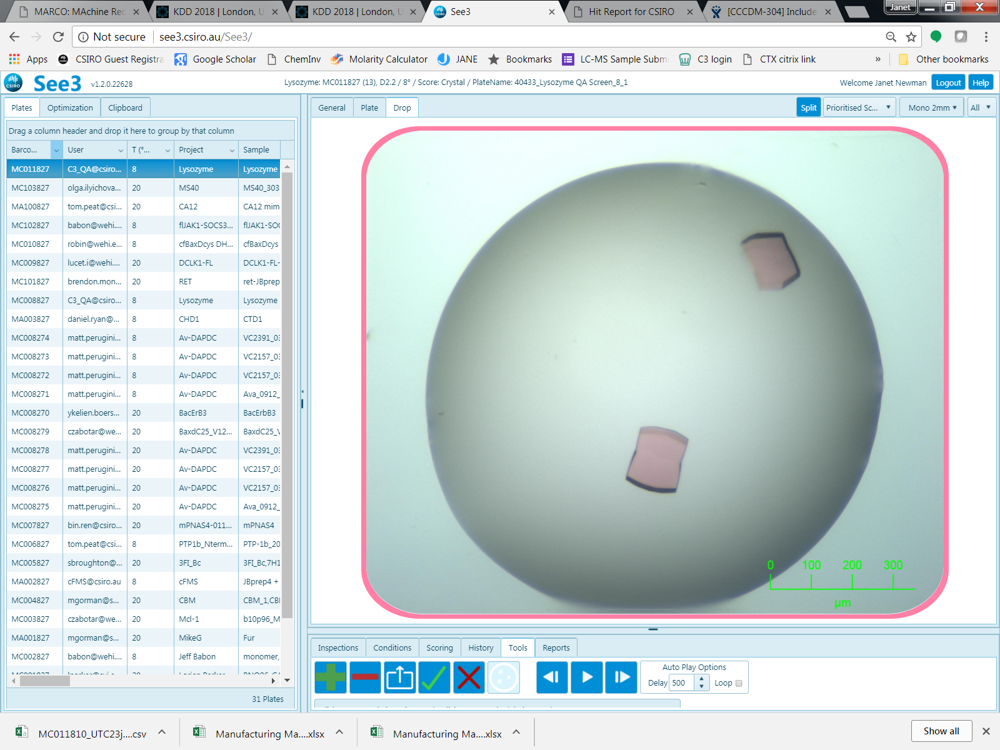 MARCO: MAchine Rec
KDD 2018 | London, U
KDD 2018 | London, U
See3
Hit Report for CSIRO
[CCCDM-304] Include
Janet
Not secure
see3.csiro.au/See3/
Apps
CSIRO Guest Registra
Google Scholar
ChemInv
Molarity Calculator
JANE
Bookmarks
LC-MS Sample Subm
C3 login
CTX citrix link
»
Other bookmarks
CSIRO
See3
v1.2.0.22628
Lysozyme: MC011827 (13), D2.2 / 8° / Score: Crystal / PlateName: 40433_Lysozyme QA Screen_8_1
Welcome Janet Newman
Logout
Help
Plates
Optimization
Clipboard
Drag a column header and drop it here to group by that column
Barco... User T (°... Project Sample
MC011827 C3_QA@csiro... 8 Lysozyme Lysozyme
MC103827 olga.ilyichova... 20 MS40 MS40_303
MA100827 tom.peat@csi... 20 CA12 CA12 mim
MC102827 babon@wehi.... 8 flJAK1-SOCS3... flJAK1-SOC
MC010827 robin@wehi.e... 8 cfBaxDcys DH... cfBaxDcys
MC009827 lucet.i@wehi.... 20 DCLK1-FL DCLK1-FL-
MC101827 brendon.mon... 20 RET ret-JBprep
MC008827 C3_QA@csiro... 8 Lysozyme Lysozyme
MA003827 daniel.ryan@... 8 CHD1 CTD1
MC008274 matt.perugini... 8 Av-DAPDC VC2391_03
MC008273 matt.perugini... 8 Av-DAPDC VC2157_03
MC008272 matt.perugini... 8 Av-DAPDC VC2157_03
MC008271 matt.perugini... 8 Av-DAPDC Ava_0912_
MC008270 ykelien.boers... 20 BacErB3 BacErbB3
MC008279 czabotar@we... 20 BaxdC25_V12... BaxdC25_V
MC008278 matt.perugini... 20 Av-DAPDC VC2391_03
MC008277 matt.perugini... 20 Av-DAPDC VC2157_03
MC008276 matt.perugini... 20 Av-DAPDC VC2157_03
MC008275 matt.perugini... 20 Av-DAPDC Ava_0912_
MC007827 bin.ren@csiro... 20 mPNAS4-011... mPNAS4
MC006827 tom.peat@csi... 8 PTP1b_Nterm... PTP-1b_20
MC005827 sbroughton@... 20 3FI_Bc 3FI_Bc,7H1
MA002827 cFMS@csiro.au 8 cFMS JBprep4 +
MC004827 mgorman@s... 20 CBM CBM_1,CBI
MC003827 czabotar@we... 20 Mcl-1 b10p96_M
MA001827 mgorman@s... 20 MikeG Fur
MC002827 babon@wehi.... 8 Jeff Babon monomer,
31 Plates
General
Plate
Drop
Split
Prioritised Sc...
Mono 2mm
All
0 100 200 300
µm
Inspections
Conditions
Scoring
History
Tools
Reports
Auto Play Options
Delay 500 Loop
MC011810_UTC23j....csv
Manufacturing Ma....xlsx
Manufacturing Ma....xlsx
Show all